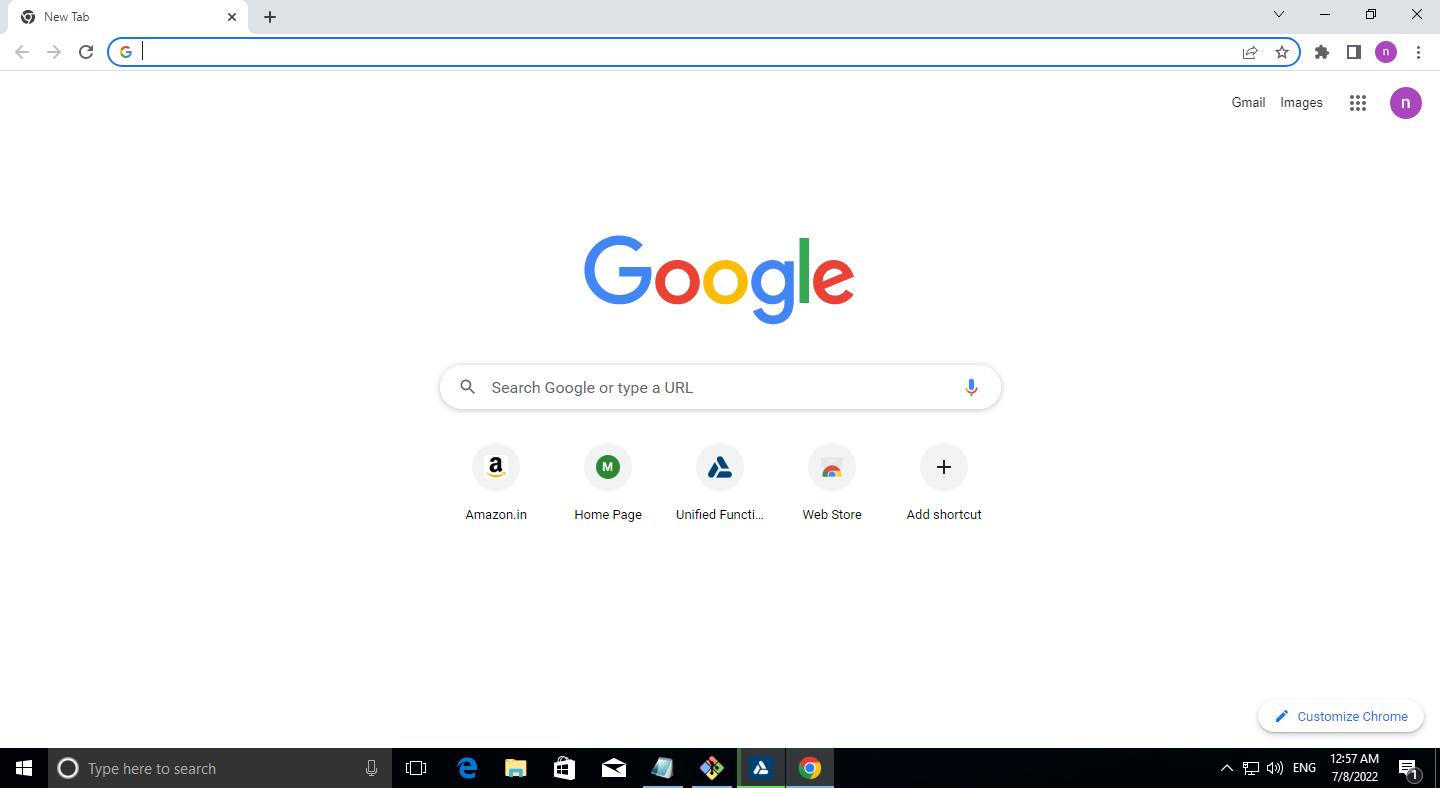 New Tab
n
Gmail Images
n
Google
Search Google or type a URL
a
M
Amazon.in
Home Page
Unified Functi...
Web Store
Add shortcut
Customize Chrome
Type here to search
ENG
12:57 AM
7/8/2022
1